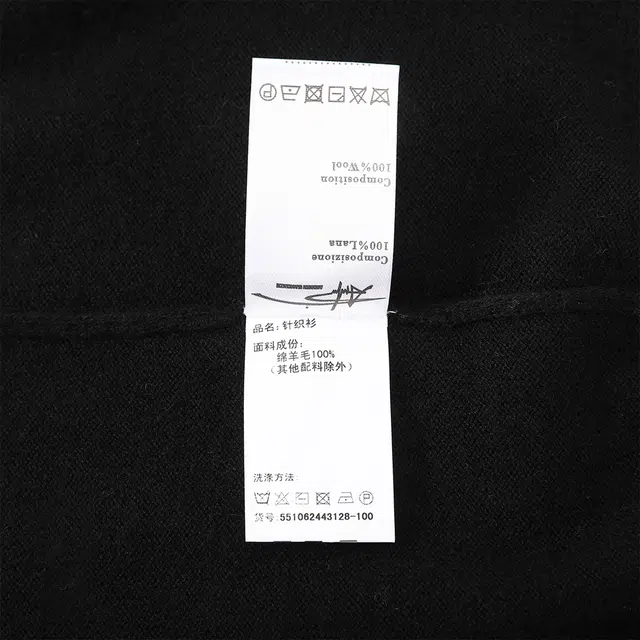 Composizione
100%Lana
Composition
100%Wool
品名: 针织衫
面料成份:
绵羊毛100%
(其他配料除外)
洗涤方法:
货号:551062443128-100